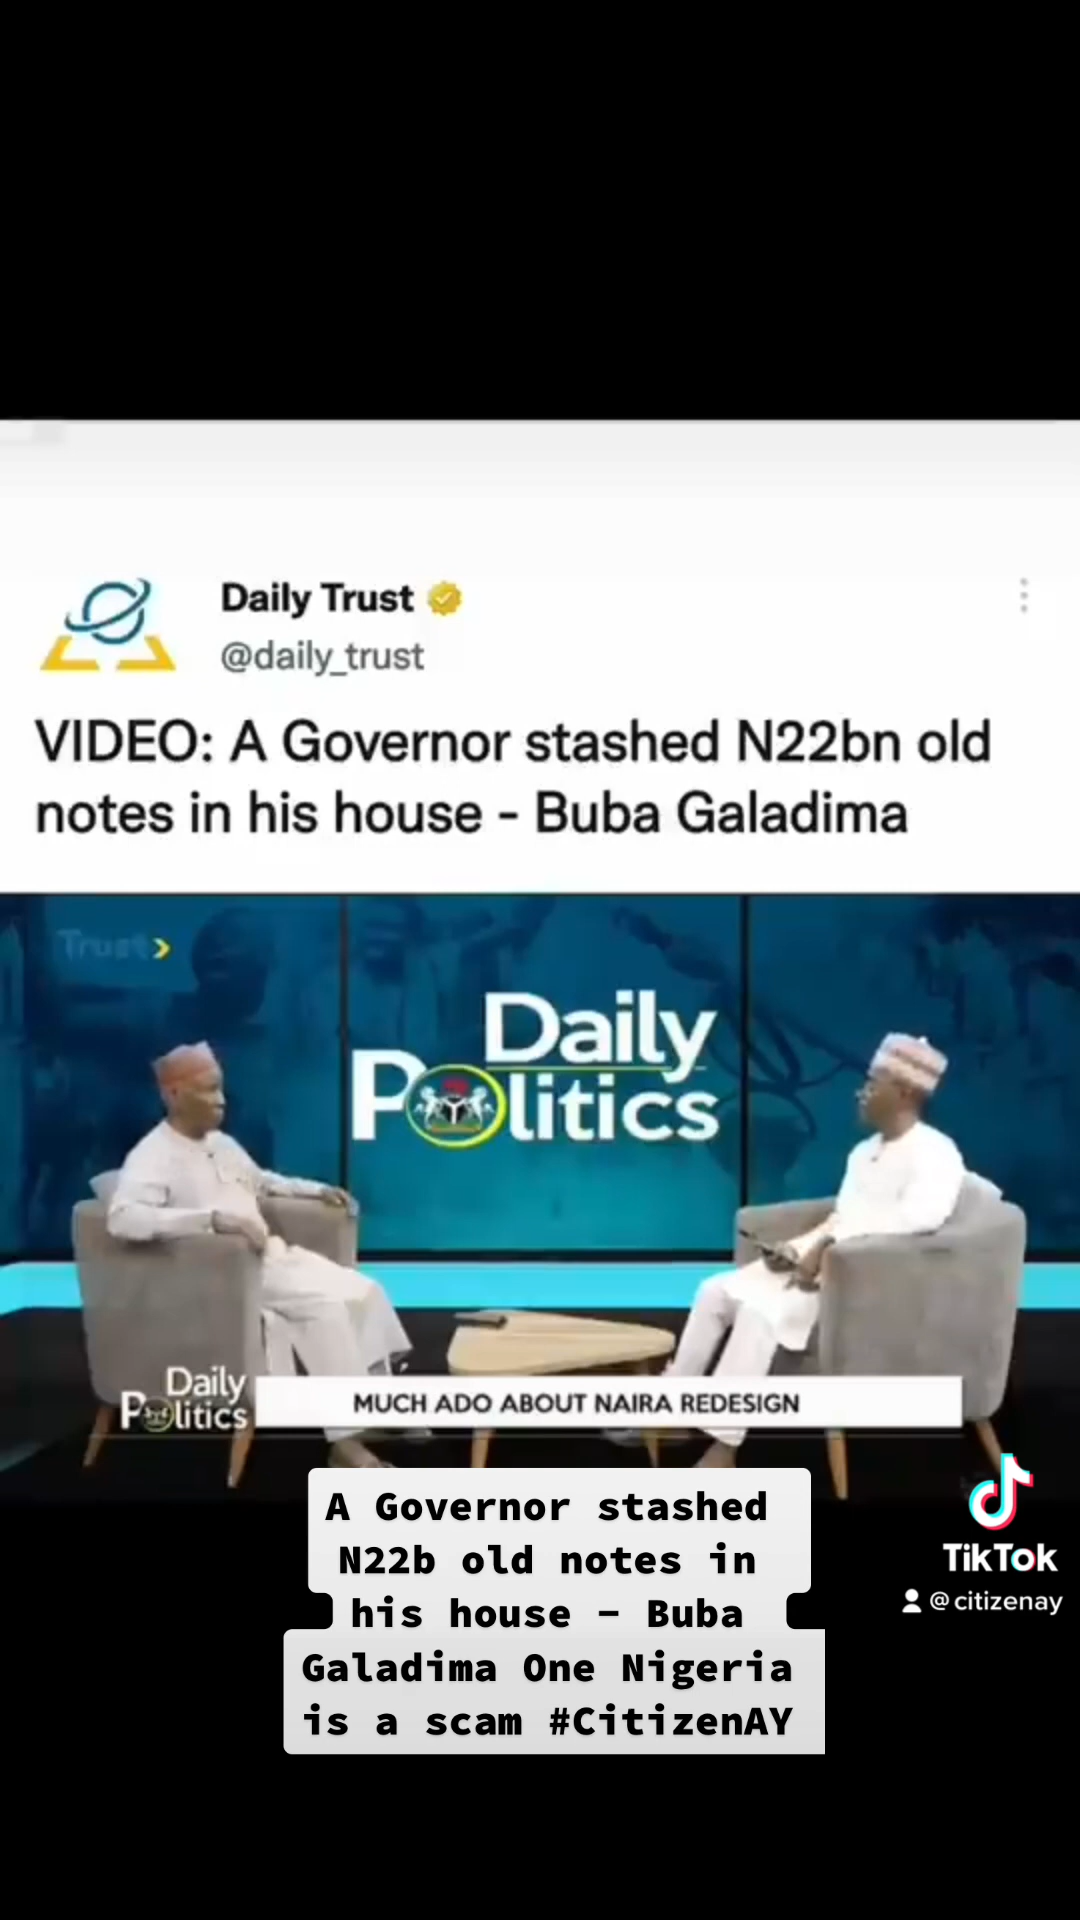 Daily Trust
@daily_trust
VIDEO: A Governor stashed N22bn old
notes in his house - Buba Galadima
Trust
Daily
Politics
Daily
Politics
MUCH ADO ABOUT NAIRA REDESIGN
A Governor stashed
N22b old notes in
his house - Buba
Galadima One Nigeria
is a scam #CitizenAY
TikTok
@citizenay